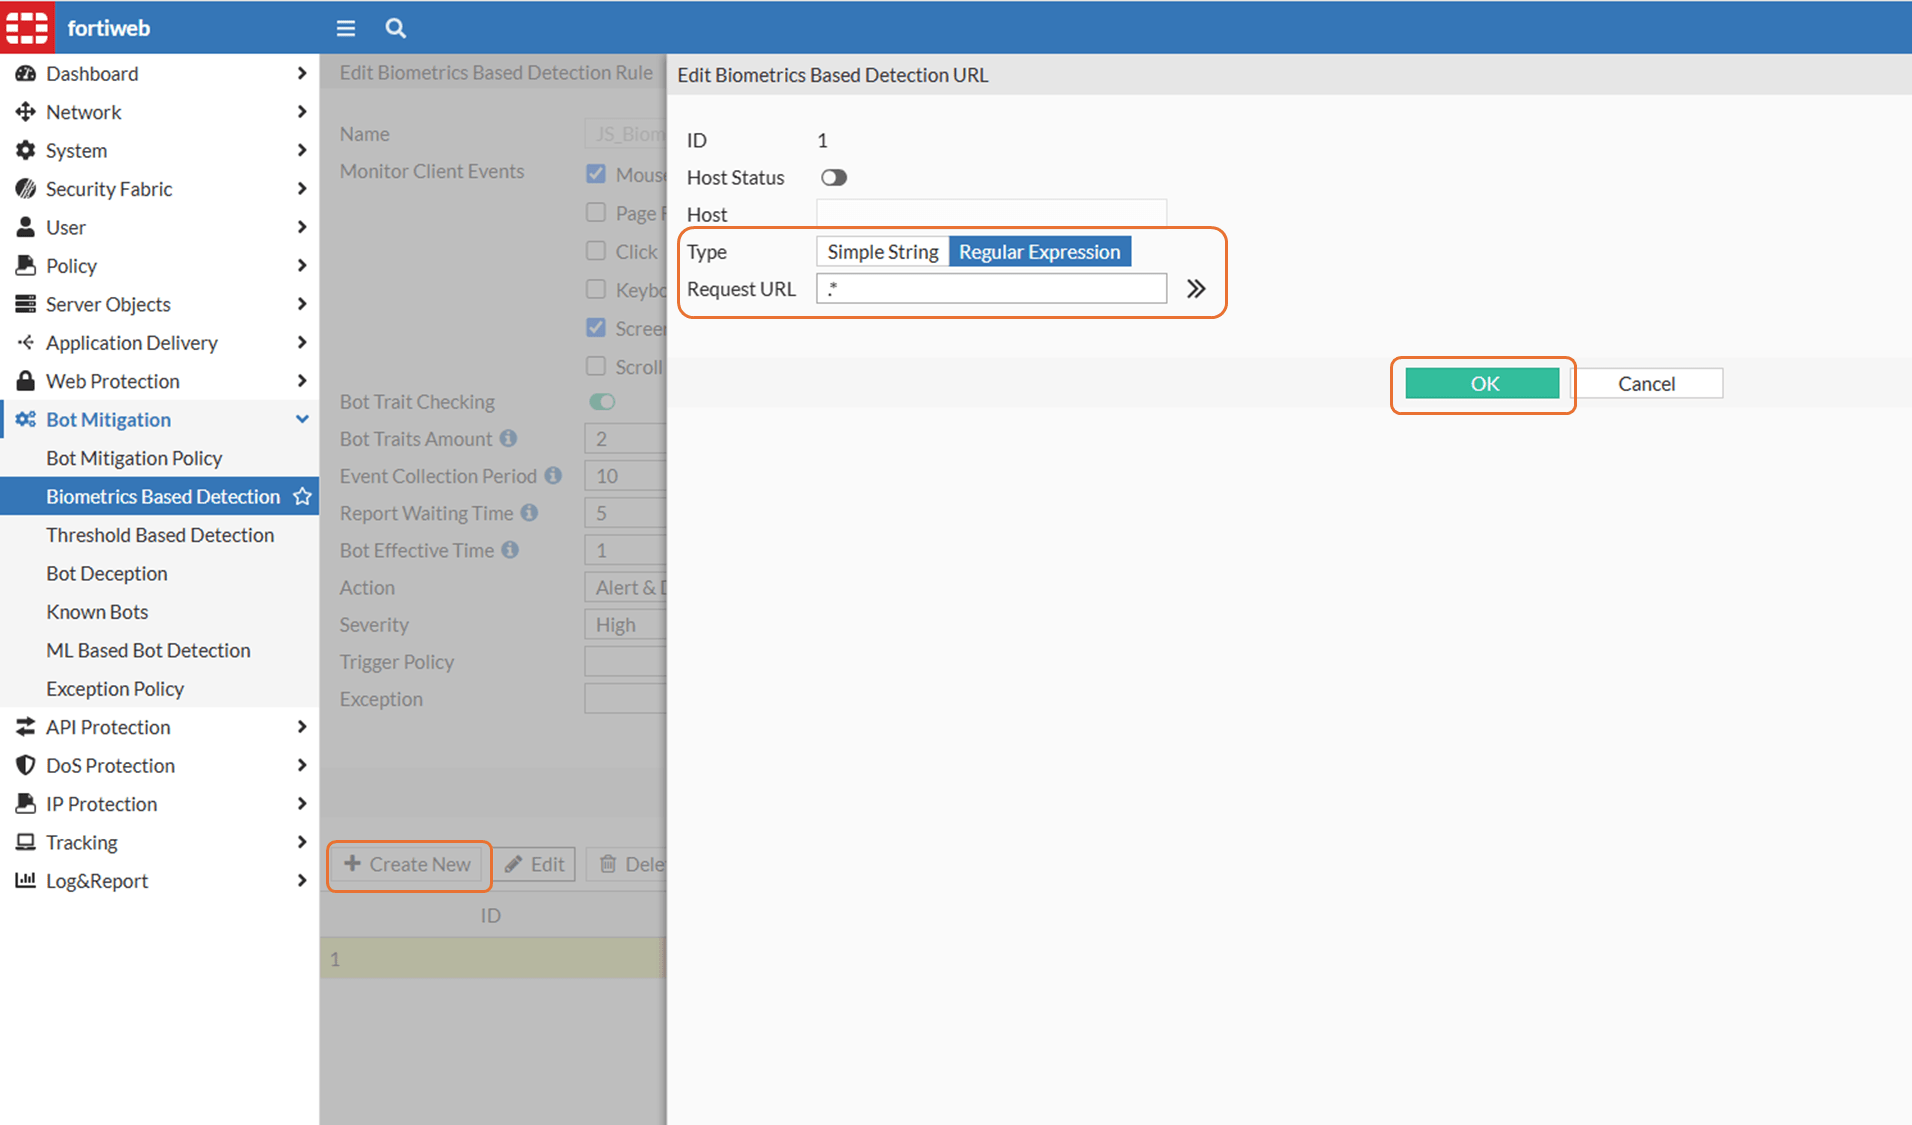 fortiweb
Dashboard
Network
System
Security Fabric
User
Policy
Server Objects
Application Delivery
Web Protection
Bot Mitigation
Bot Mitigation Policy
Biometrics Based Detection
Threshold Based Detection
Bot Deception
Known Bots
ML Based Bot Detection
Exception Policy
API Protection
DoS Protection
IP Protection
Tracking
Log&Report
Edit Biometrics Based Detection Rule
Name JS_Biom
Monitor Client Events Mouse
Page F
Click
Keybo
Screen
Scroll
Bot Trait Checking
Bot Traits Amount 2
Event Collection Period 10
Report Waiting Time 5
Bot Effective Time 1
Action Alert & D
Severity High
Trigger Policy
Exception
Create New Edit Dele
ID
1
Edit Biometrics Based Detection URL
ID 1
Host Status
Host
Type Simple String Regular Expression
Request URL .*
OK Cancel